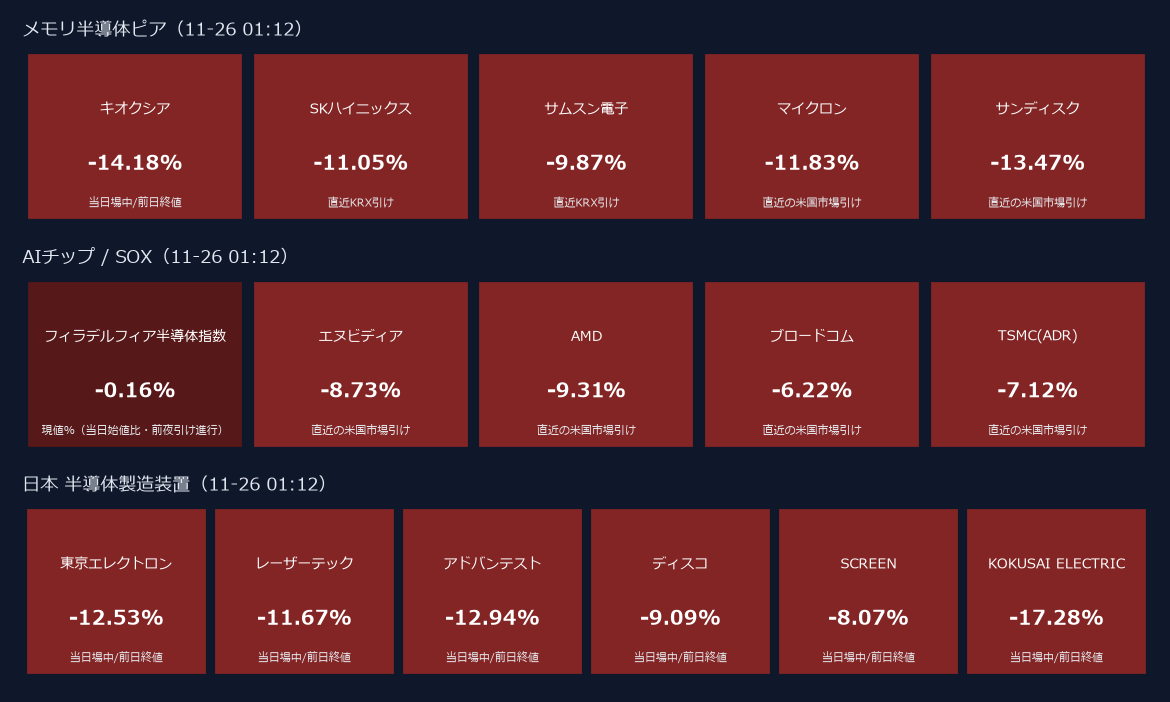 メモリ半導体ピア（11-26 01:12）
キオクシア
-14.18%
当日場中/前日終値
SKハイニックス
-11.05%
直近KRX引け
サムスン電子
-9.87%
直近KRX引け
マイクロン
-11.83%
直近の米国市場引け
サンディスク
-13.47%
直近の米国市場引け
AIチップ / SOX（11-26 01:12）
フィラデルフィア半導体指数
-0.16%
現値%（当日始値比・前夜引け進行）
エヌビディア
-8.73%
直近の米国市場引け
AMD
-9.31%
直近の米国市場引け
ブロードコム
-6.22%
直近の米国市場引け
TSMC(ADR)
-7.12%
直近の米国市場引け
日本 半導体製造装置（11-26 01:12）
東京エレクトロン
-12.53%
当日場中/前日終値
レーザーテック
-11.67%
当日場中/前日終値
アドバンテスト
-12.94%
当日場中/前日終値
ディスコ
-9.09%
当日場中/前日終値
SCREEN
-8.07%
当日場中/前日終値
KOKUSAI ELECTRIC
-17.28%
当日場中/前日終値